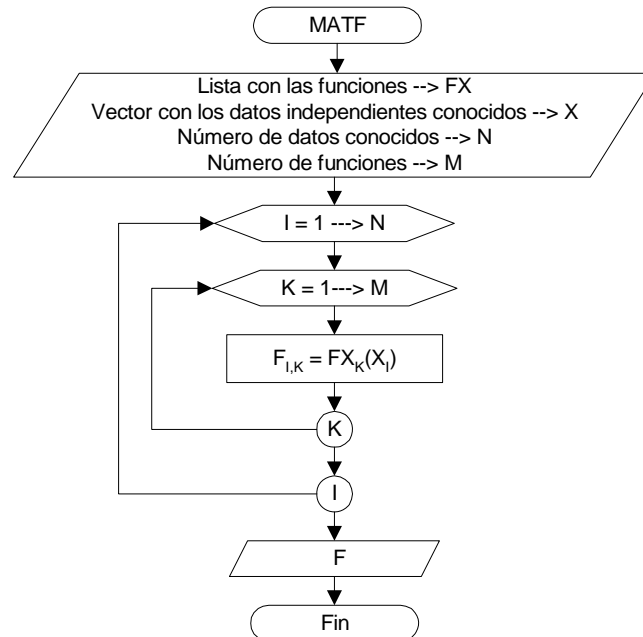 MATF
Lista con las funciones --> FX
Vector con los datos independientes conocidos --> X
Número de datos conocidos --> N
Número de funciones --> M
I = 1 ---> N
K = 1---> M
F_{I,K} = FX_K(X_I)
K
I
F
Fin